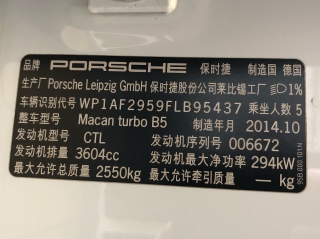 品牌 PORSCHE 保时捷 制造国 德国
生产厂 Porsche Leipzig GmbH 保时捷股份公司莱比锡工厂 1%
车辆识别代号 WP1AF2959FLB95437 乘坐人数 5
整车型号 Macan turbo B5 制造年月 2014.10
发动机型号 CTL 发动机序列号 006672
发动机排量 3604cc 发动机最大净功率 294kW
最大允许总质量 2550kg 最大允许牵引质量 — kg
95B.000.101.N